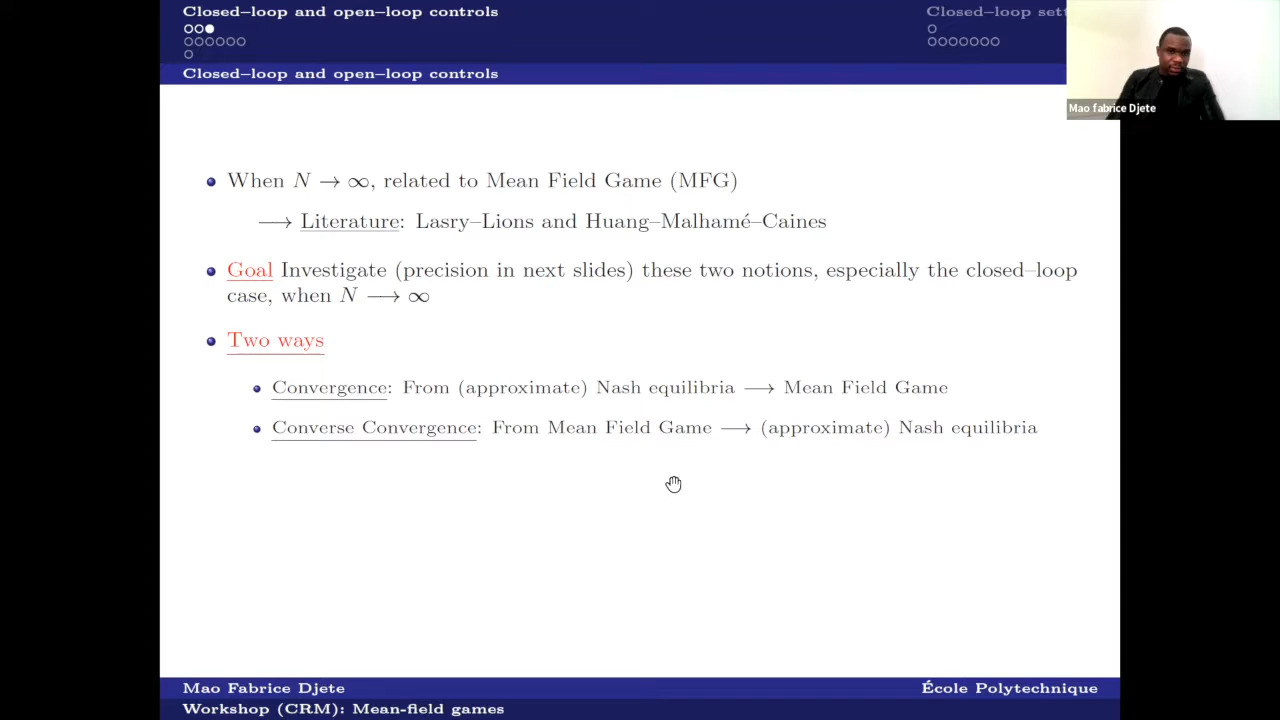 Closed–loop and open–loop controls
Closed–loop set
Closed–loop and open–loop controls
Mao fabrice Djete
When N → ∞, related to Mean Field Game (MFG)
⟶ Literature: Lasry–Lions and Huang–Malhamé–Caines
Goal Investigate (precision in next slides) these two notions, especially the closed–loop
case, when N ⟶ ∞
Two ways
Convergence: From (approximate) Nash equilibria ⟶ Mean Field Game
Converse Convergence: From Mean Field Game ⟶ (approximate) Nash equilibria
Mao Fabrice Djete
École Polytechnique
Workshop (CRM): Mean-field games